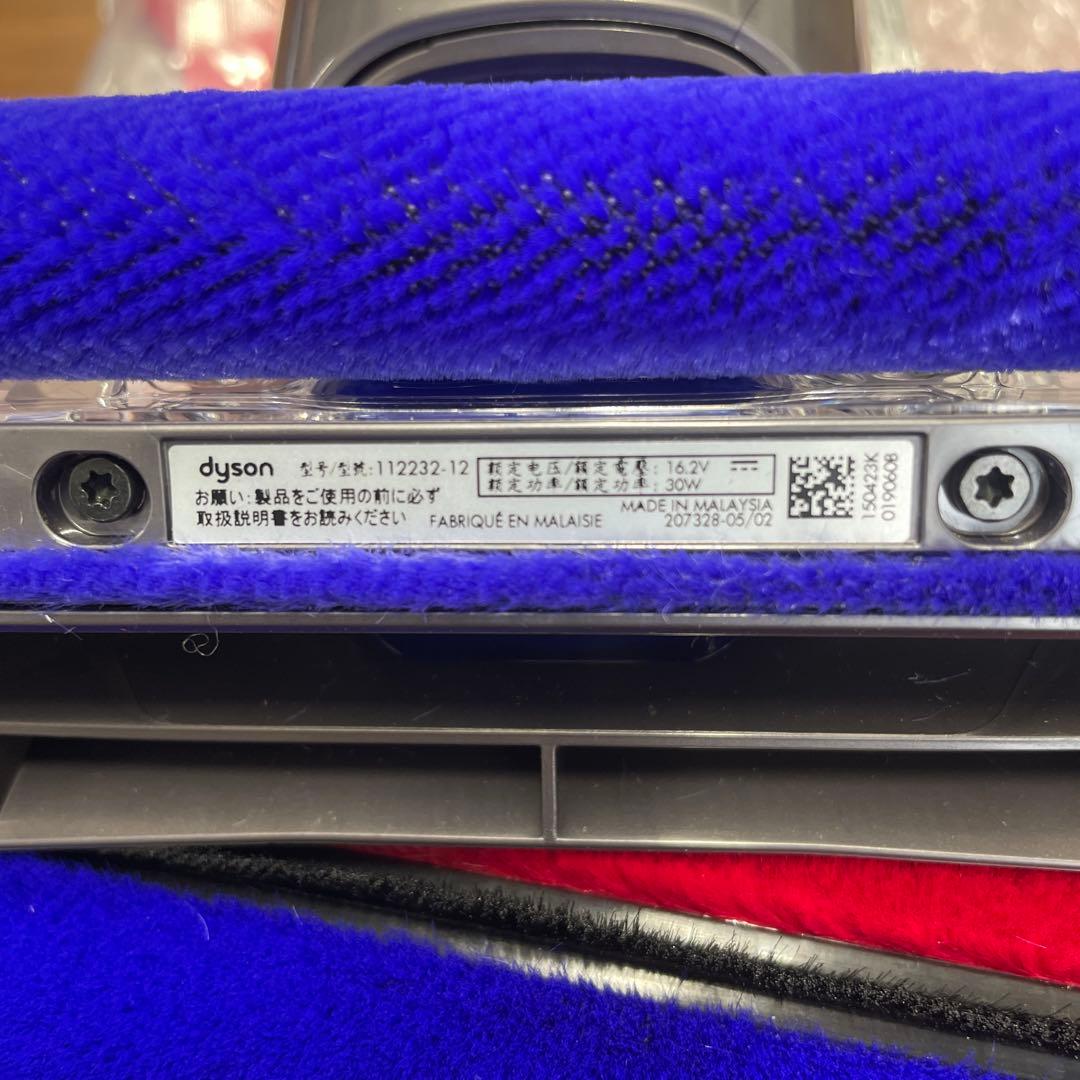 dyson 型号/型號:112232-12
お願い:製品をご使用の前に必ず
取扱説明書をお読みください
FABRIQUÉ EN MALAISIE
额定电压/額定電壓: 16.2V ⎓
额定功率/額定功率: 30W
MADE IN MALAYSIA
207328-05/02
150423K
0190608